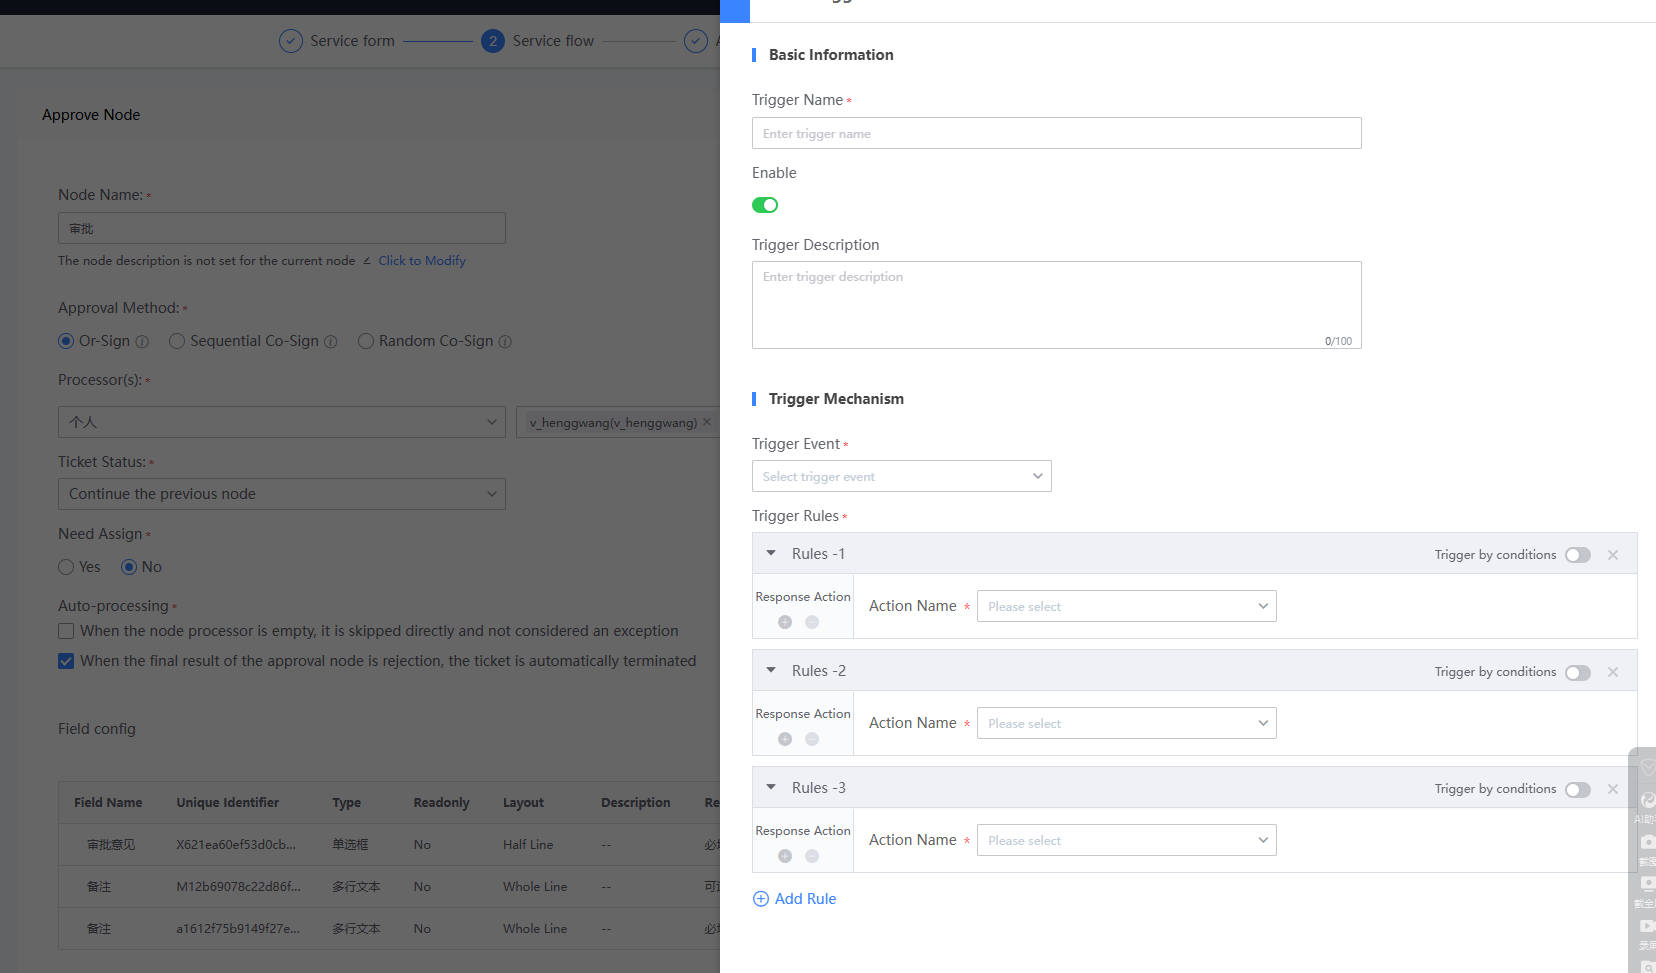 Service form
2
Service flow
Approve Node
Node Name: *
审批
The node description is not set for the current node
Click to Modify
Approval Method: *
Or-Sign
Sequential Co-Sign
Random Co-Sign
Processor(s): *
个人
v_henggwang(v_henggwang) ×
Ticket Status: *
Continue the previous node
Need Assign *
Yes
No
Auto-processing *
When the node processor is empty, it is skipped directly and not considered an exception
When the final result of the approval node is rejection, the ticket is automatically terminated
Field config
Field Name Unique Identifier Type Readonly Layout Description Re
审批意见 X621ea60ef53d0cb... 单选框 No Half Line --
备注 M12b69078c22d86f... 多行文本 No Whole Line --
备注 a1612f75b9149f27e... 多行文本 No Whole Line --
Basic Information
Trigger Name *
Enter trigger name
Enable
Trigger Description
Enter trigger description
0/100
Trigger Mechanism
Trigger Event *
Select trigger event
Trigger Rules *
Rules -1
Trigger by conditions
Response Action
Action Name *
Please select
Rules -2
Trigger by conditions
Response Action
Action Name *
Please select
Rules -3
Trigger by conditions
Response Action
Action Name *
Please select
Add Rule